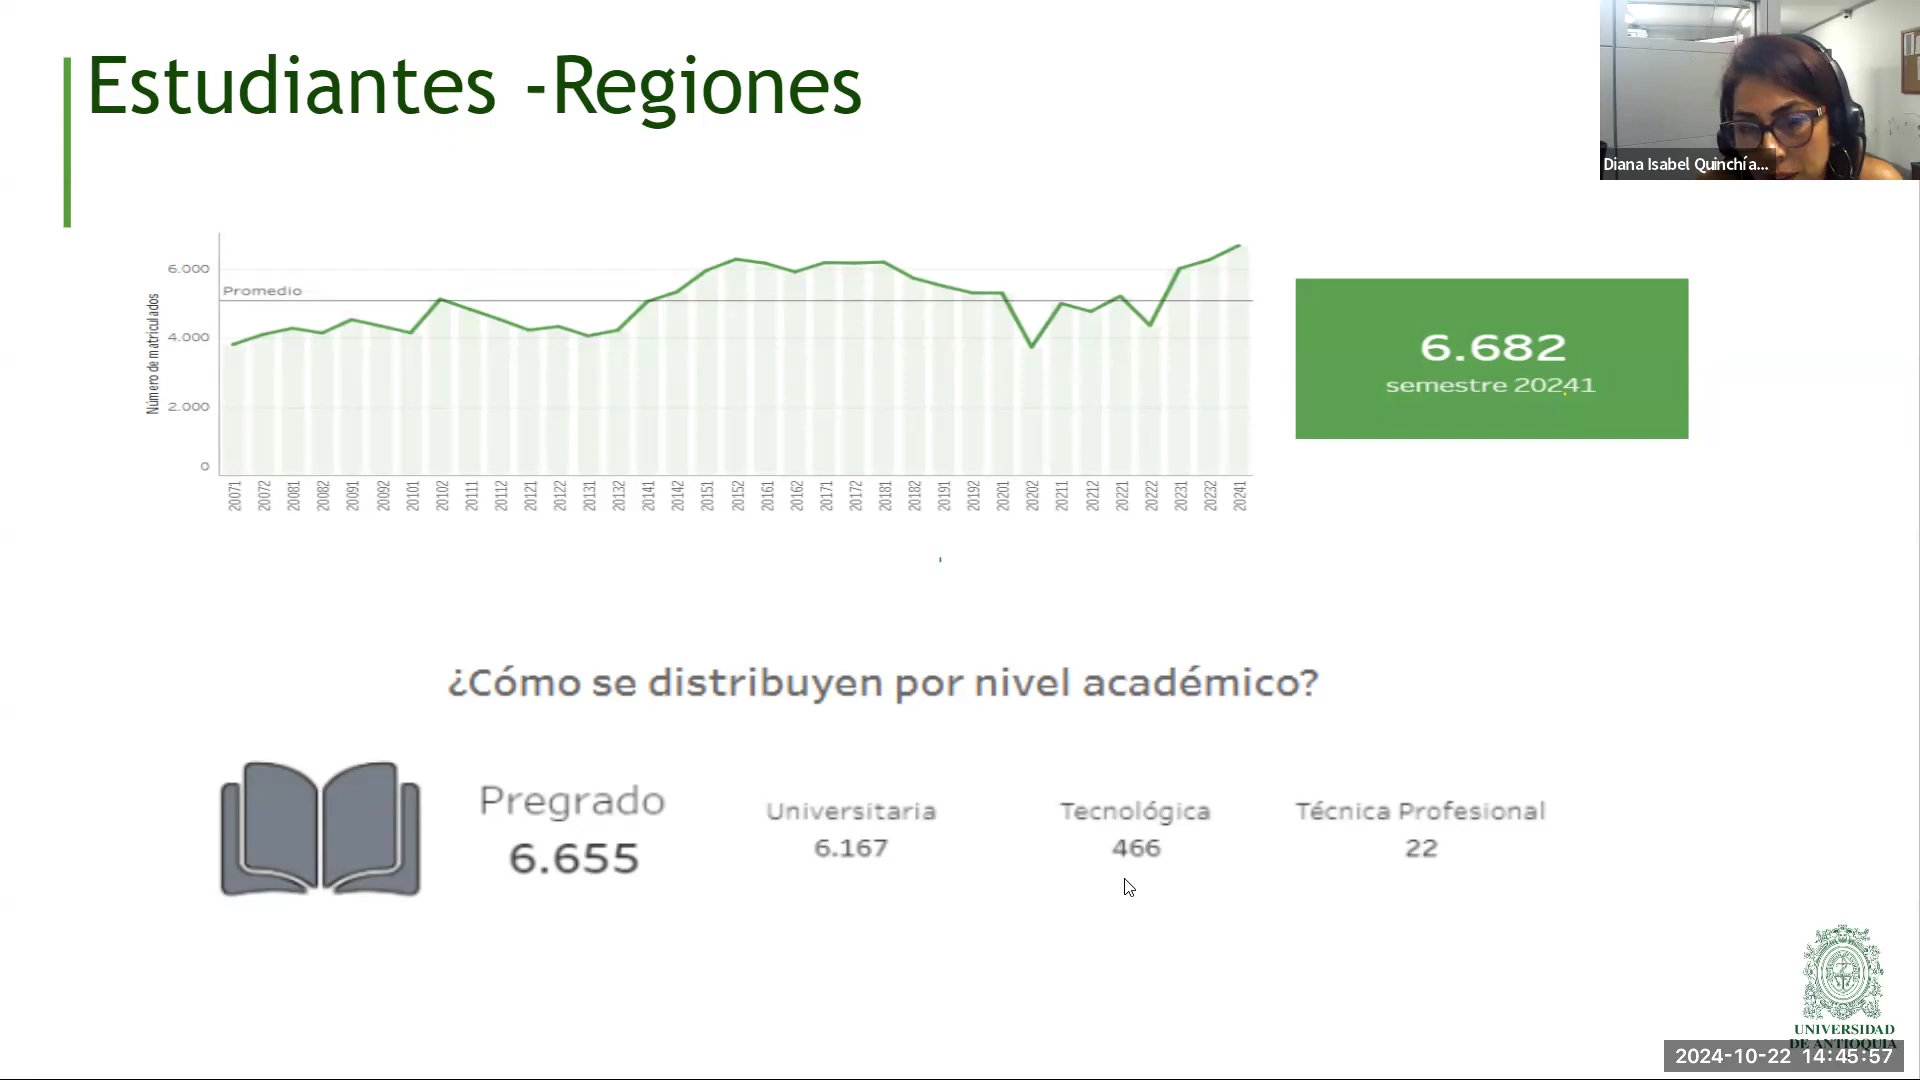 Estudiantes -Regiones
Diana Isabel Quinchía...
Número de matriculados
6.000
Promedio
4.000
2.000
0
20071 20072 20081 20082 20091 20092 20101 20102 20111 20112 20121 20122 20131 20132 20141 20142 20151 20152 20161 20162 20171 20172 20181 20182 20191 20192 20201 20202 20211 20212 20221 20222 20231 20232 20241
6.682
semestre 20241
¿Cómo se distribuyen por nivel académico?
Pregrado
6.655
Universitaria
6.167
Tecnológica
466
Técnica Profesional
22
UNIVERSIDAD
DE ANTIOQUIA
2024-10-22 14:45:57